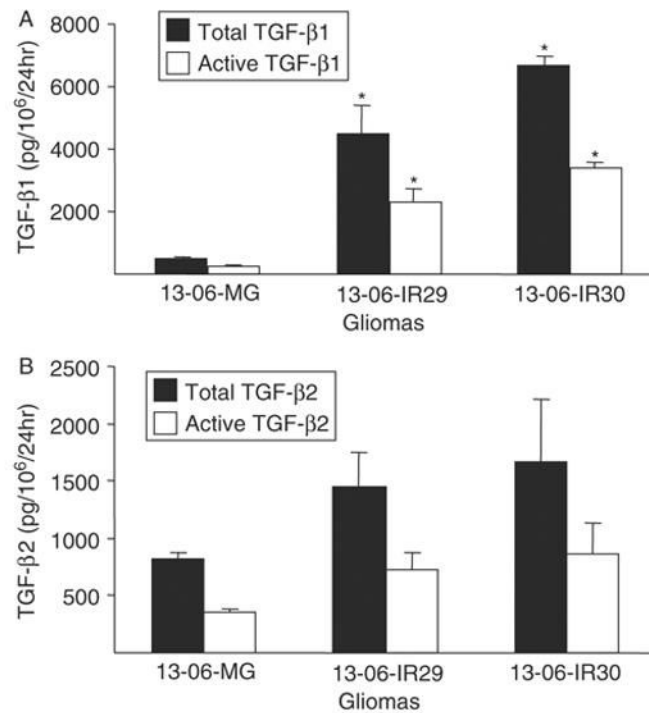 A
8000
6000
4000
2000
TGF-β1 (pg/10⁶/24hr)
Total TGF-β1
Active TGF-β1
*
*
*
*
13-06-MG 13-06-IR29 13-06-IR30
Gliomas
B
2500
2000
1500
1000
500
TGF-β2 (pg/10⁶/24hr)
Total TGF-β2
Active TGF-β2
13-06-MG 13-06-IR29 13-06-IR30
Gliomas